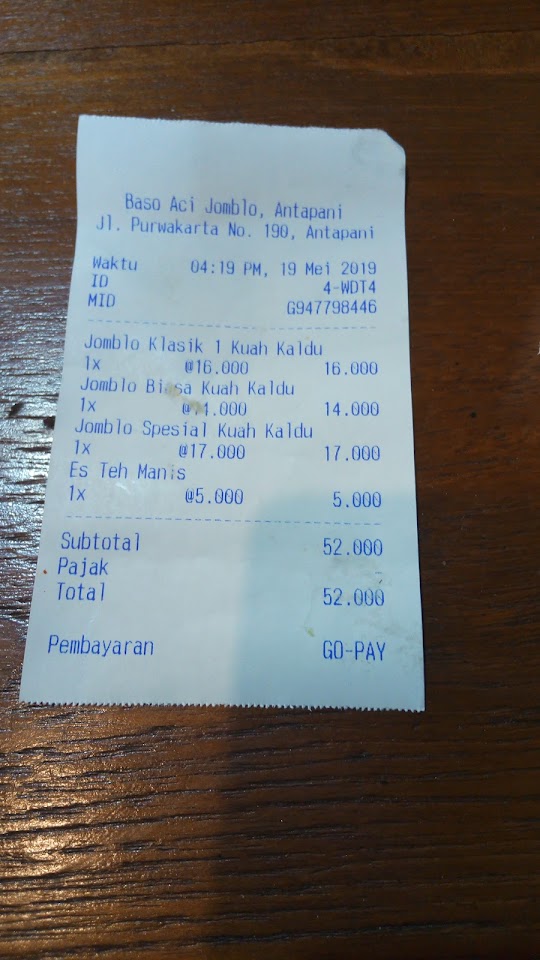 Baso Aci Jomblo, Antapani
Jl. Purwakarta No. 190, Antapani
Waktu 04:19 PM, 19 Mei 2019
ID 4-WDT4
MID G947798446
Jomblo Klasik 1 Kuah Kaldu
1x @16.000 16.000
Jomblo Biasa Kuah Kaldu
1x @14.000 14.000
Jomblo Spesial Kuah Kaldu
1x @17.000 17.000
Es Teh Manis
1x @5.000 5.000
Subtotal 52.000
Pajak
Total 52.000
Pembayaran GO-PAY